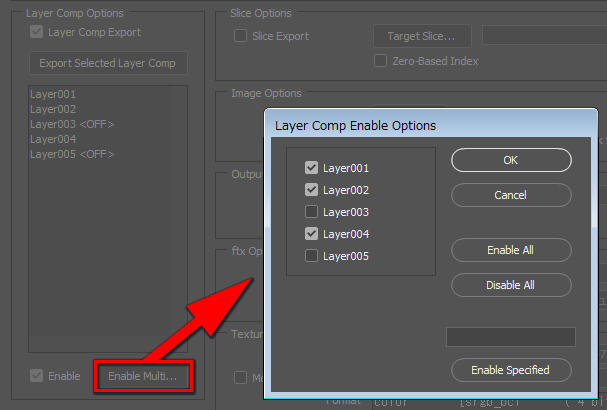 Layer Comp Options
Layer Comp Export
Export Selected Layer Comp
Layer001
Layer002
Layer003 <OFF>
Layer004
Layer005 <OFF>
Enable
Enable Multi...
Slice Options
Slice Export
Target Slice...
Zero-Based Index
Image Options
Output
ftx Op
Textur
Me
Format
color
[srgb_bc1
( 4 bi
Layer Comp Enable Options
Layer001
Layer002
Layer003
Layer004
Layer005
OK
Cancel
Enable All
Disable All
Enable Specified